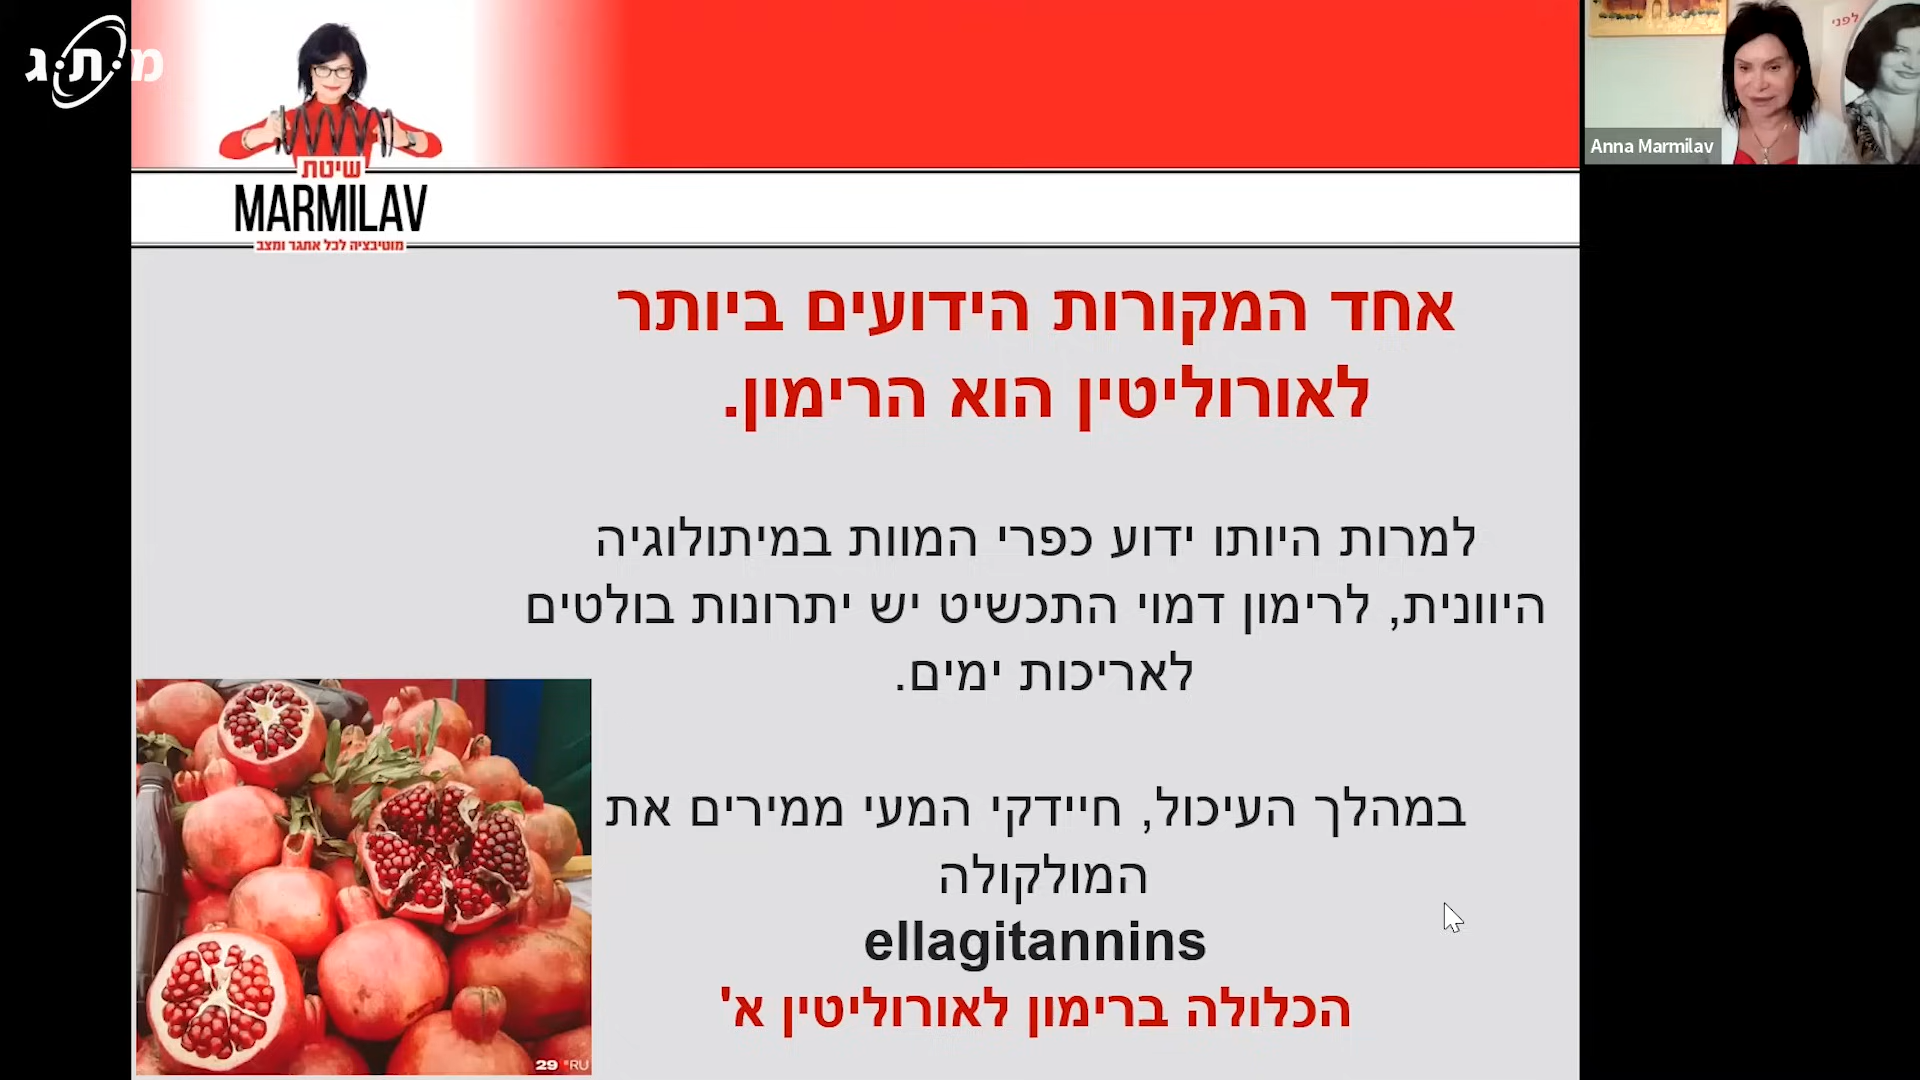 מ.ת.ג
שיטת
MARMILAV
מוטיבציה לכל אתגר ומצב
לפני
Anna Marmilav
אחד המקורות הידועים ביותר
לאורוליטין הוא הרימון.
למרות היותו ידוע כפרי המוות במיתולוגיה
היוונית, לרימון דמוי התכשיט יש יתרונות בולטים
לאריכות ימים.
במהלך העיכול, חיידקי המעי ממירים את
המולקולה
ellagitannins
הכלולה ברימון לאורוליטין א'
29 RU